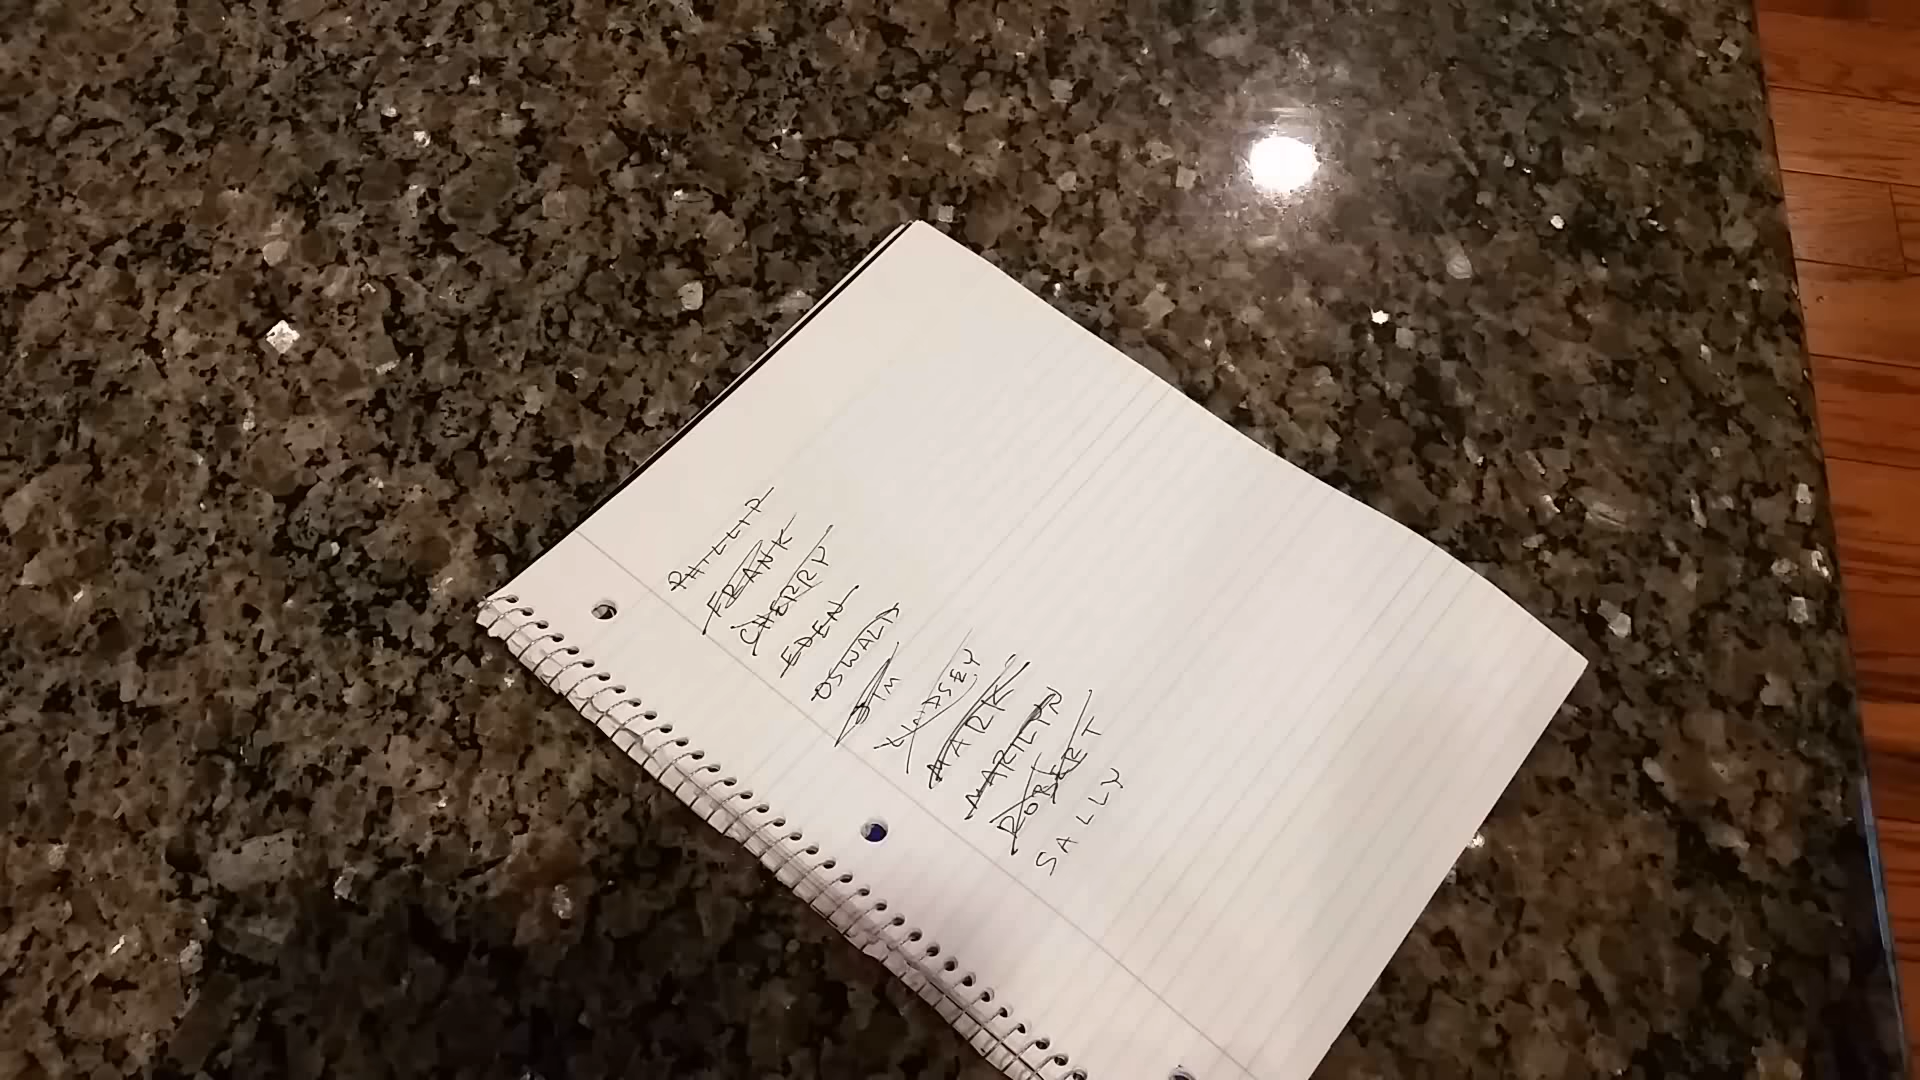 PHILLIP
FRANK
CHERRY
EDEN
OSWALD
JIM
LINDSEY
MARK
MARILYN
ROBERT
SALLY